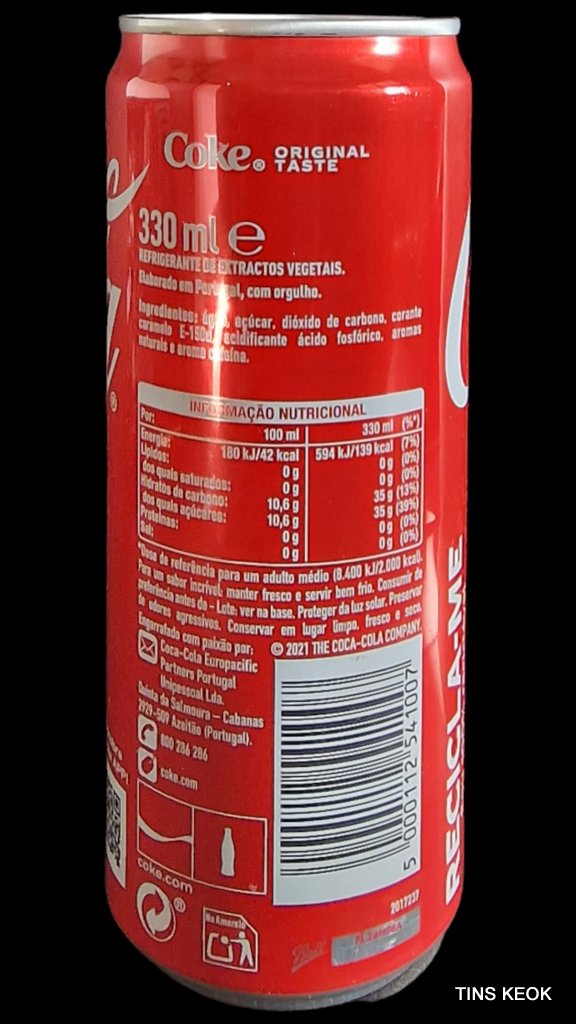 Coke® ORIGINAL TASTE
330 ml e
REFRIGERANTE DE EXTRACTOS VEGETAIS.
Elaborado em Portugal, com orgulho.
Ingredientes: água, açúcar, dióxido de carbono, corante
caramelo E-150d, acidificante ácido fosfórico, aromas
naturais e aroma cafeína.
INFORMAÇÃO NUTRICIONAL
Por: 100 ml 330 ml (%*)
Energia: 180 kJ/42 kcal 594 kJ/139 kcal (7%)
Lípidos: 0 g 0 g (0%)
dos quais saturados: 0 g 0 g (0%)
Hidratos de carbono: 10,6 g 35 g (13%)
dos quais açúcares: 10,6 g 35 g (39%)
Proteínas: 0 g 0 g (0%)
Sal: 0 g 0 g (0%)
*Dose de referência para um adulto médio (8.400 kJ/2.000 kcal).
Para um sabor incrível, manter fresco e servir bem frio. Consumir de
preferência antes de - Lote: ver na base. Proteger da luz solar. Preservar
de odores agressivos. Conservar em lugar limpo, fresco e seco.
Engarrafado com paixão por: © 2021 THE COCA-COLA COMPANY.
Coca-Cola Europacific
Partners Portugal
Unipessoal Lda.
Quinta da Salmoura – Cabanas
2929-509 Azeitão (Portugal).
800 206 286
coke.com
5 000112 541007
coke.com
®
No Amarelo
Ball
2017237
RECICLA-ME
TINS KEOK